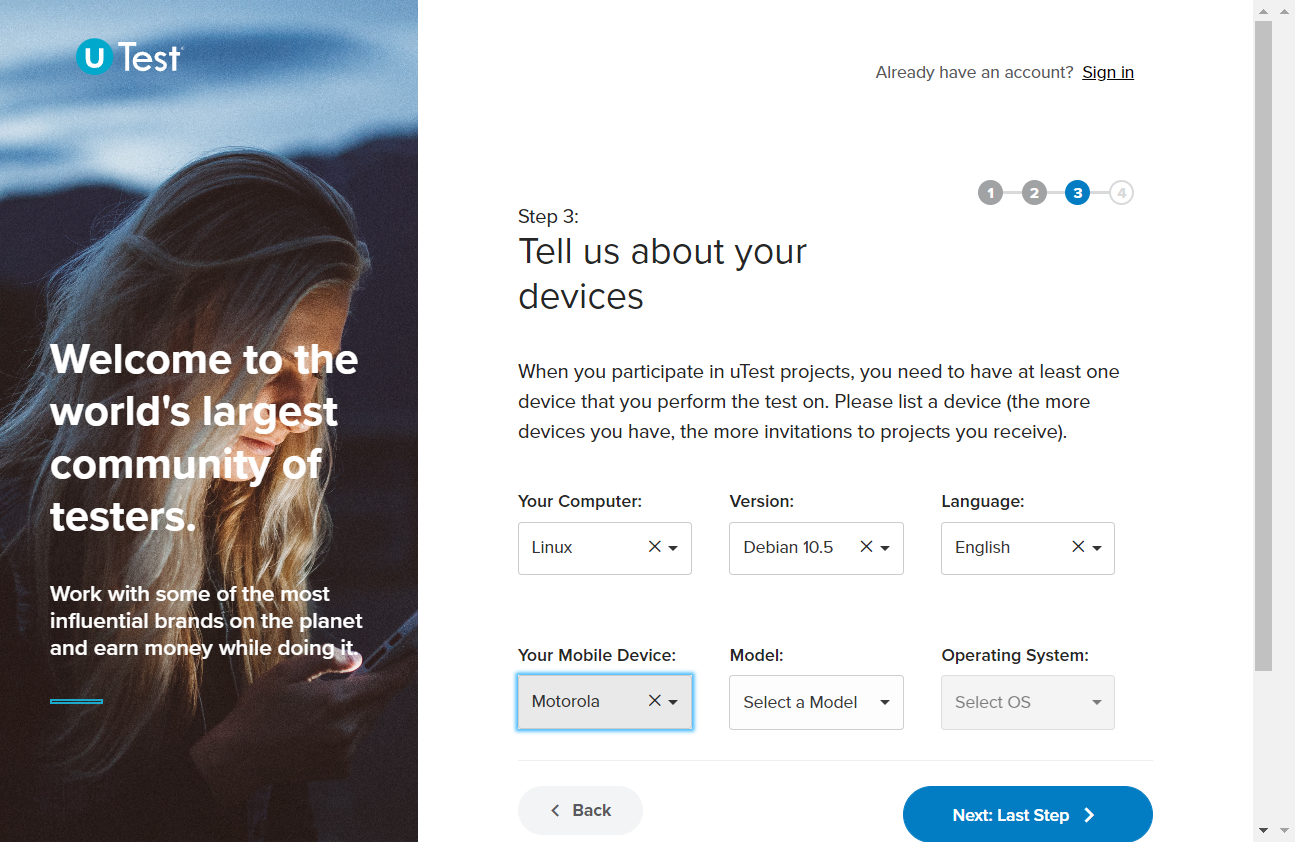 U Test
Already have an account? Sign in
1 2 3 4
Step 3:
Tell us about your
devices
Welcome to the
world's largest
community of
testers.
Work with some of the most
influential brands on the planet
and earn money while doing it.
When you participate in uTest projects, you need to have at least one
device that you perform the test on. Please list a device (the more
devices you have, the more invitations to projects you receive).
Your Computer: Version: Language:
Linux Debian 10.5 English
Your Mobile Device: Model: Operating System:
Motorola Select a Model Select OS
Back Next: Last Step